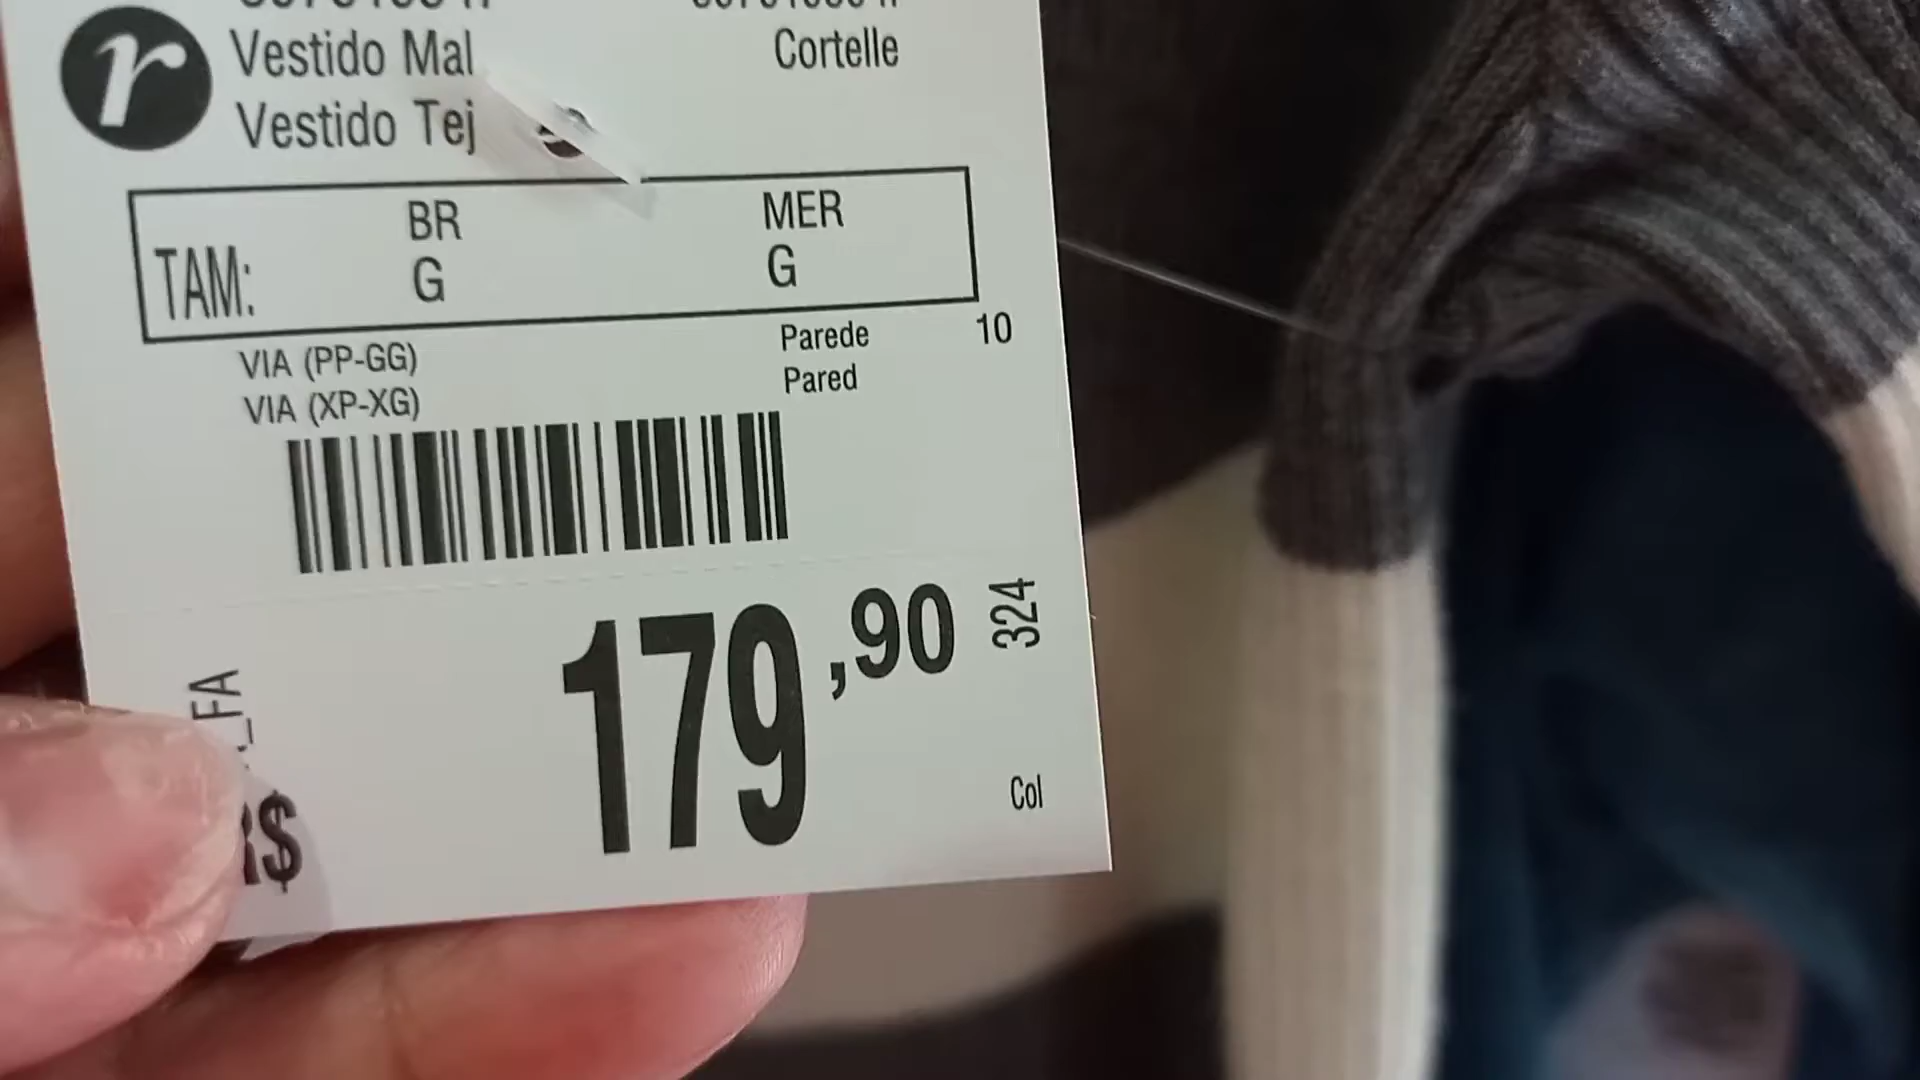 r
Vestido Mal
Cortelle
Vestido Tej
BR
MER
TAM:
G
G
VIA (PP-GG)
VIA (XP-XG)
Parede
10
Pared
179,90
324
FA
$
Col